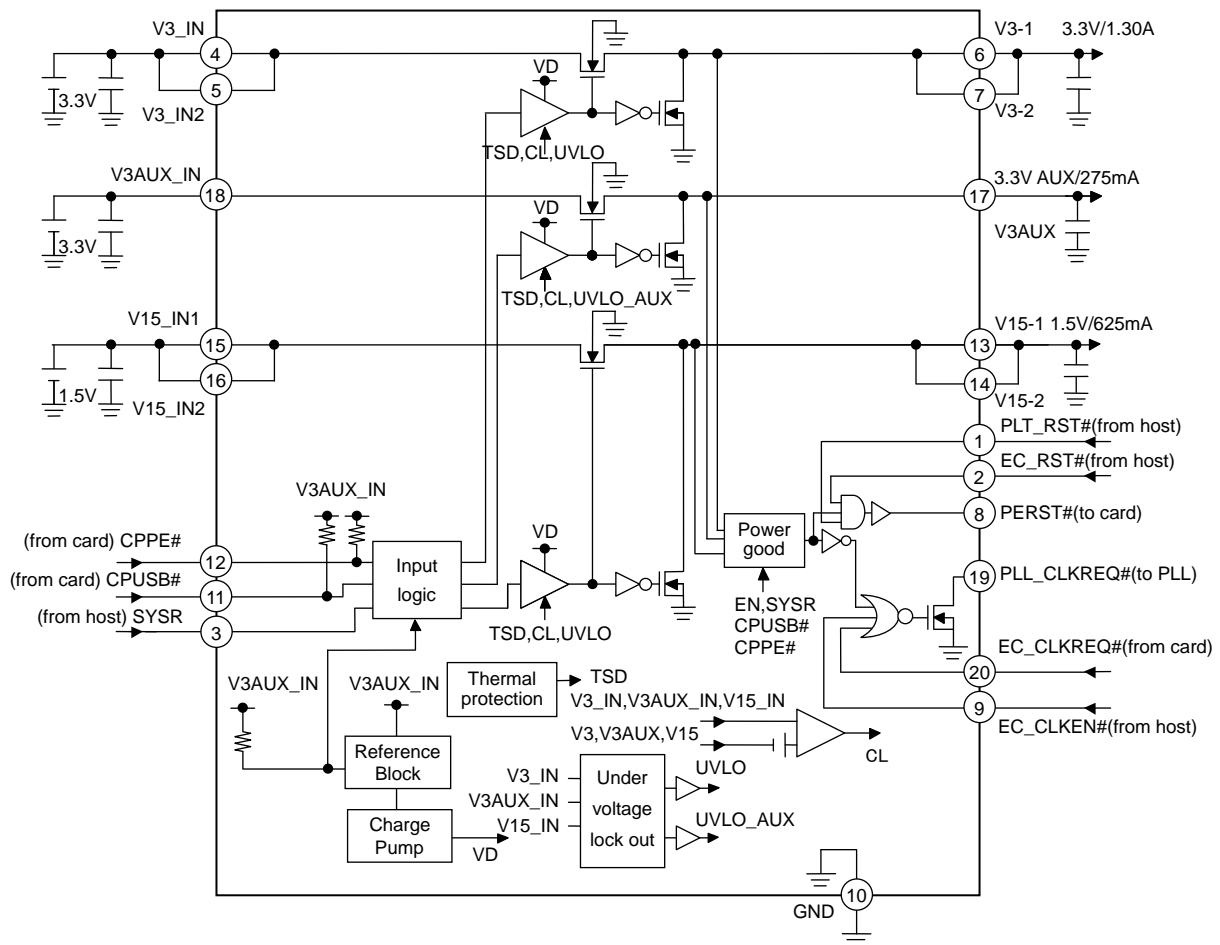 V3_IN
4
5
3.3V
V3_IN2
VD
TSD,CL,UVLO
V3-1
3.3V/1.30A
6
7
V3-2
V3AUX_IN
18
3.3V
VD
TSD,CL,UVLO_AUX
3.3V AUX/275mA
17
V3AUX
V15_IN1
15
16
1.5V
V15_IN2
V15-1 1.5V/625mA
13
14
V15-2
PLT_RST#(from host)
1
EC_RST#(from host)
2
8
PERST#(to card)
V3AUX_IN
(from card) CPPE#
12
(from card) CPUSB#
11
(from host) SYSR
3
Input
logic
VD
TSD,CL,UVLO
Power
good
EN,SYSR
CPUSB#
CPPE#
19
PLL_CLKREQ#(to PLL)
EC_CLKREQ#(from card)
20
9
EC_CLKEN#(from host)
V3AUX_IN
V3AUX_IN
Thermal
protection
TSD
V3_IN,V3AUX_IN,V15_IN
V3,V3AUX,V15
CL
Reference
Block
Charge
Pump
VD
V3_IN
V3AUX_IN
V15_IN
Under
voltage
lock out
UVLO
UVLO_AUX
10
GND